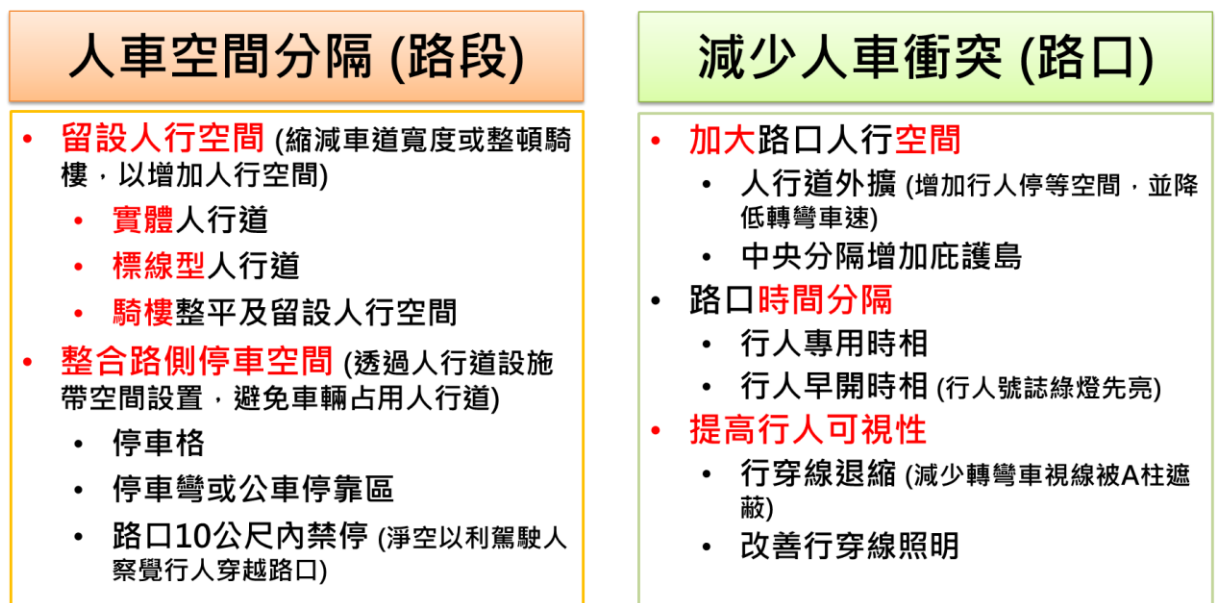 人車空間分隔 (路段)
• 留設人行空間 (縮減車道寬度或整頓騎
樓，以增加人行空間)
• 實體人行道
• 標線型人行道
• 騎樓整平及留設人行空間
• 整合路側停車空間 (透過人行道設施
帶空間設置，避免車輛占用人行道)
• 停車格
• 停車彎或公車停靠區
• 路口10公尺內禁停 (淨空以利駕駛人
察覺行人穿越路口)
減少人車衝突 (路口)
• 加大路口人行空間
• 人行道外擴 (增加行人停等空間，並降
低轉彎車速)
• 中央分隔增加庇護島
• 路口時間分隔
• 行人專用時相
• 行人早開時相 (行人號誌綠燈先亮)
• 提高行人可視性
• 行穿線退縮 (減少轉彎車視線被A柱遮
蔽)
• 改善行穿線照明